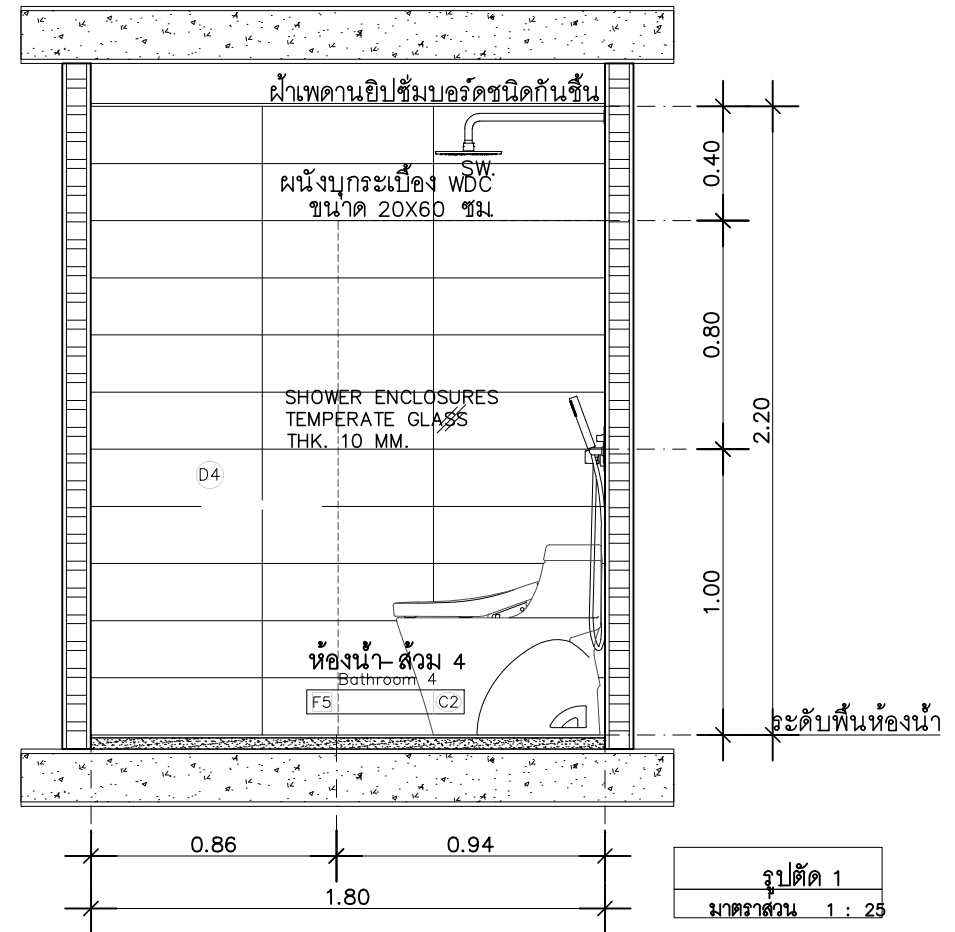 ฝ้าเพดานยิปซั่มบอร์ดชนิดกันชื้น
SW.
ผนังบุกระเบื้อง WDC
ขนาด 20X60 ซม.
0.40
0.80
2.20
SHOWER ENCLOSURES
TEMPERATE GLASS
THK. 10 MM.
D4
1.00
ห้องน้ำ-ส้วม 4
Bathroom 4
F5 C2
ระดับพื้นห้องน้ำ
0.86 0.94
1.80
รูปตัด 1
มาตราส่วน 1 : 25